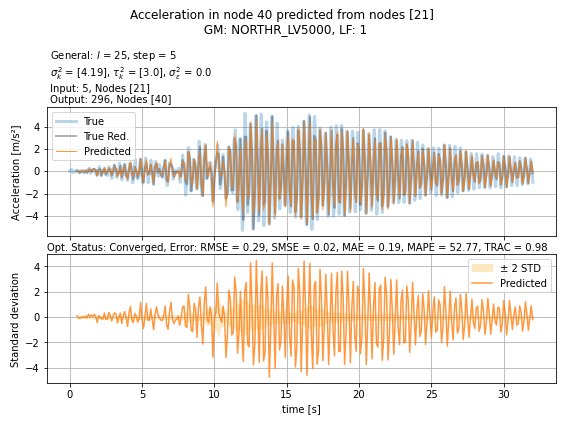 Acceleration in node 40 predicted from nodes [21]
GM: NORTHR_LV5000, LF: 1
General: l = 25, step = 5
σ²ₖ = [4.19], τ²ₖ = [3.0], σ²ε = 0.0
Input: 5, Nodes [21]
Output: 296, Nodes [40]
True
True Red.
Predicted
Acceleration [m/s²]
4
2
0
−2
−4
Opt. Status: Converged, Error: RMSE = 0.29, SMSE = 0.02, MAE = 0.19, MAPE = 52.77, TRAC = 0.98
± 2 STD
Predicted
Standard deviation
4
2
0
−2
−4
0 5 10 15 20 25 30
time [s]